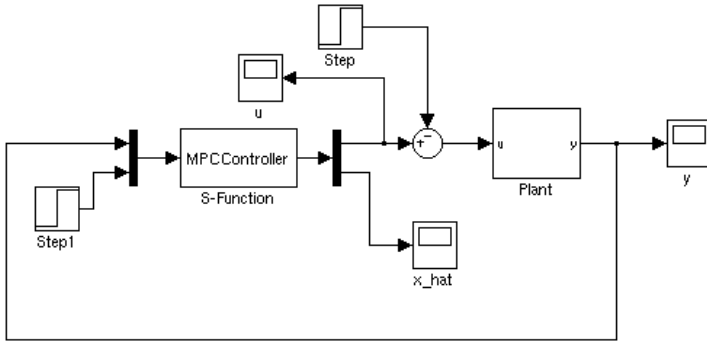 Step
u
MPCController
S-Function
+
−
u
y
Plant
y
Step1
x_hat